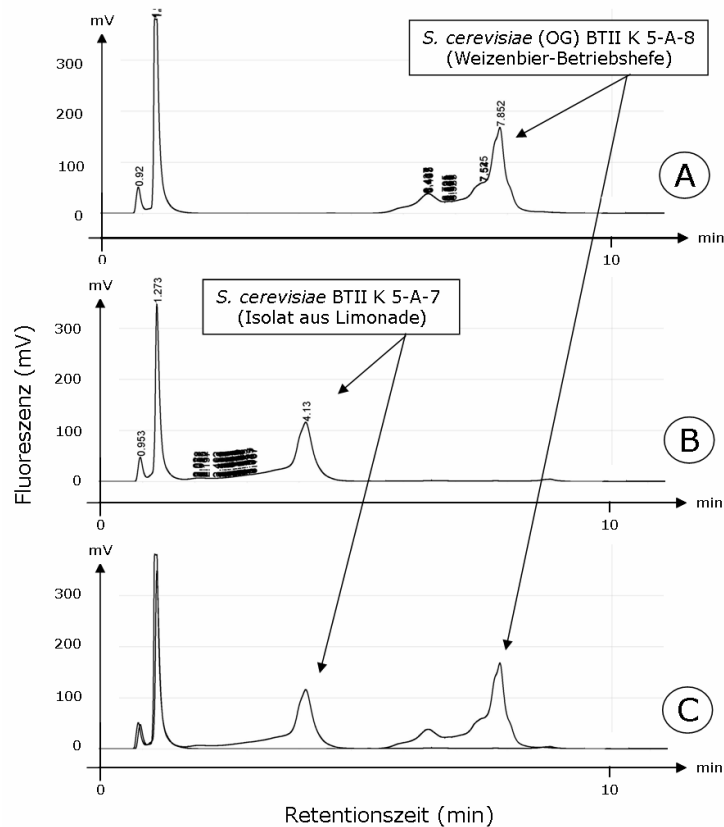 mV
S. cerevisiae (OG) BTII K 5-A-8
(Weizenbier-Betriebshefe)
300
200
100
0
0.92
7.852
A
min
0
10
mV
1.273
S. cerevisiae BTII K 5-A-7
(Isolat aus Limonade)
300
200
100
0
0.953
4.13
B
min
0
10
Fluoreszenz (mV)
mV
300
200
100
0
C
min
0
10
Retentionszeit (min)